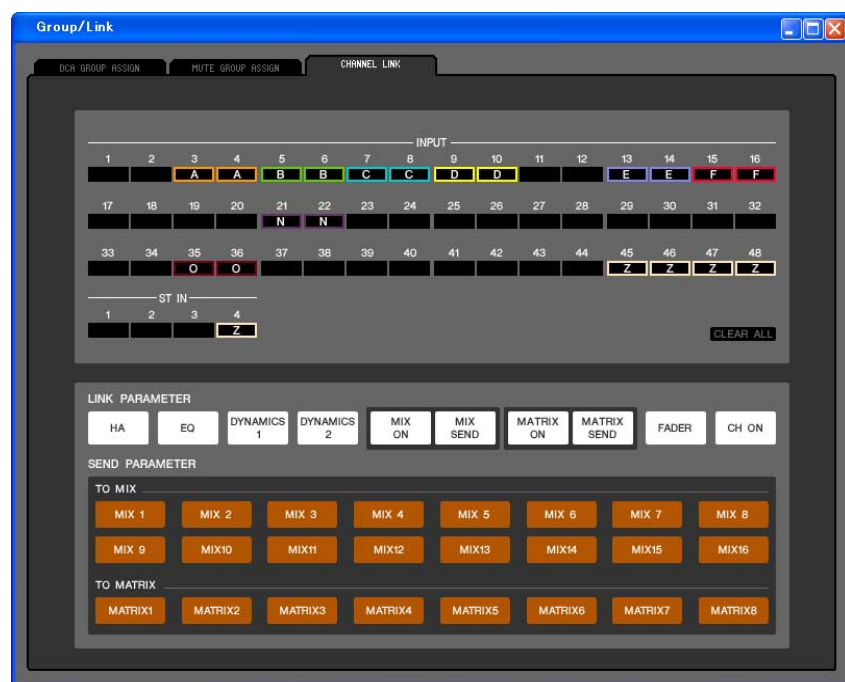 Group/Link
DCA GROUP ASSIGN MUTE GROUP ASSIGN CHANNEL LINK
INPUT
1 2 3 4 5 6 7 8 9 10 11 12 13 14 15 16
A A B B C C D D E E F F
17 18 19 20 21 22 23 24 25 26 27 28 29 30 31 32
N N
33 34 35 36 37 38 39 40 41 42 43 44 45 46 47 48
O O Z Z Z Z
ST IN
1 2 3 4
Z
CLEAR ALL
LINK PARAMETER
HA EQ DYNAMICS 1 DYNAMICS 2 MIX ON MIX SEND MATRIX ON MATRIX SEND FADER CH ON
SEND PARAMETER
TO MIX
MIX 1 MIX 2 MIX 3 MIX 4 MIX 5 MIX 6 MIX 7 MIX 8
MIX 9 MIX10 MIX11 MIX12 MIX13 MIX14 MIX15 MIX16
TO MATRIX
MATRIX1 MATRIX2 MATRIX3 MATRIX4 MATRIX5 MATRIX6 MATRIX7 MATRIX8